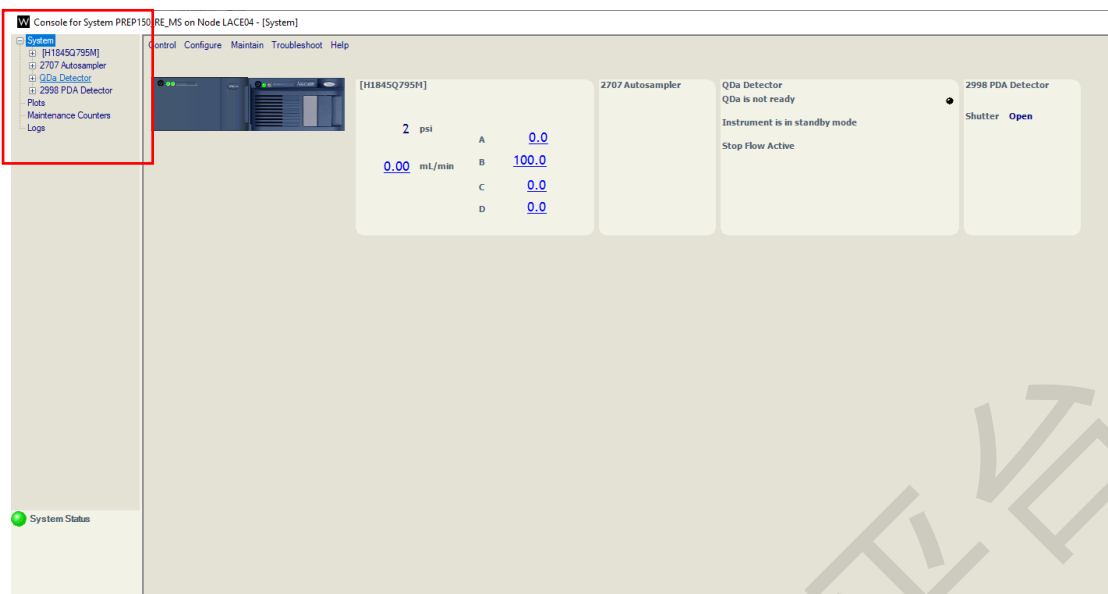 Console for System PREP150_RE_MS on Node LACE04 - [System]
System
[H1845Q795M]
2707 Autosampler
QDa Detector
2998 PDA Detector
Plots
Maintenance Counters
Logs
Control Configure Maintain Troubleshoot Help
[H1845Q795M]
2 psi
0.00 mL/min
A 0.0
B 100.0
C 0.0
D 0.0
2707 Autosampler
QDa Detector
QDa is not ready
Instrument is in standby mode
Stop Flow Active
2998 PDA Detector
Shutter Open
System Status
平台